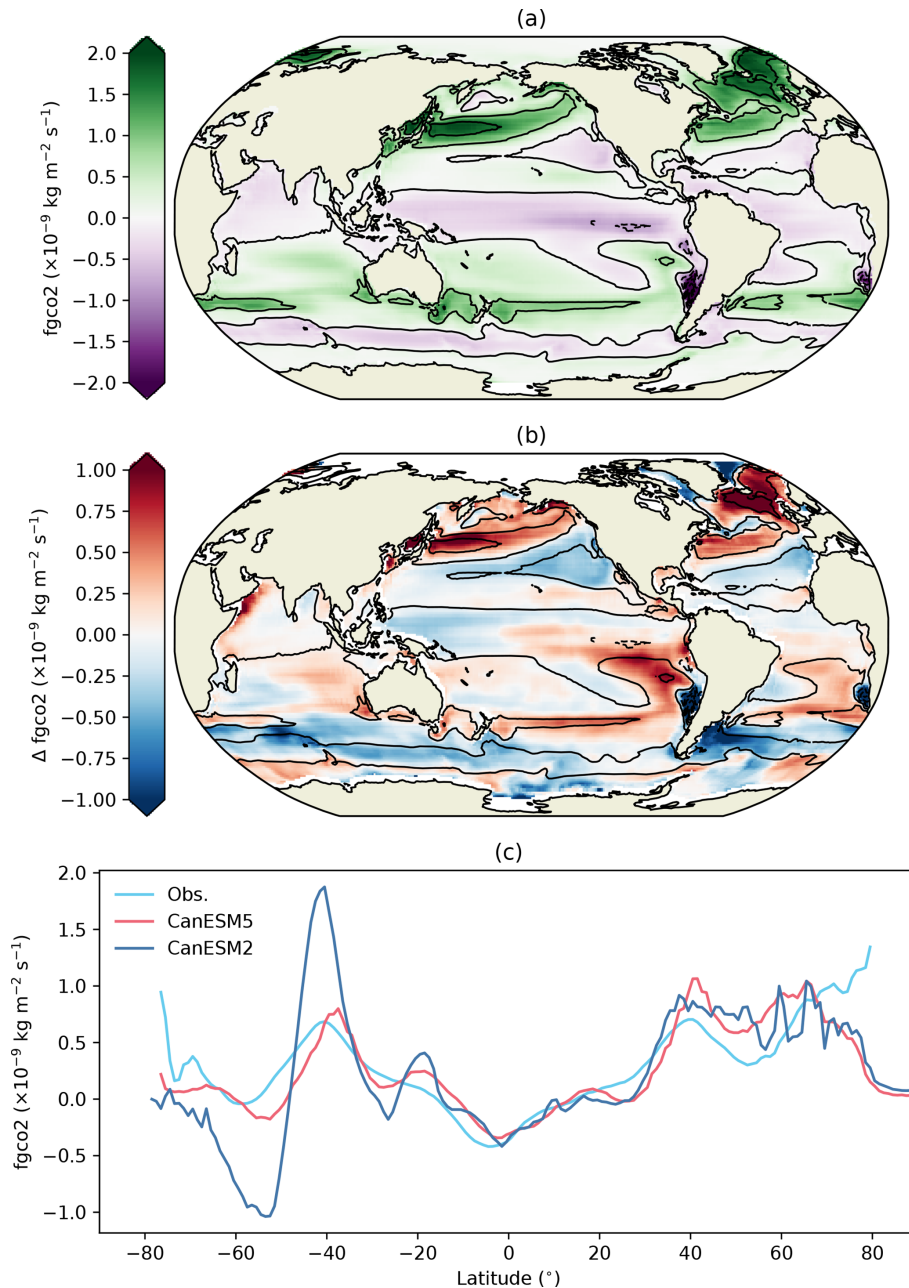 (a)
2.0
1.5
1.0
0.5
0.0
−0.5
−1.0
−1.5
−2.0
fgco2 (×10⁻⁹ kg m⁻² s⁻¹)
(b)
1.00
0.75
0.50
0.25
0.00
−0.25
−0.50
−0.75
−1.00
Δ fgco2 (×10⁻⁹ kg m⁻² s⁻¹)
(c)
2.0
1.5
1.0
0.5
0.0
−0.5
−1.0
fgco2 (×10⁻⁹ kg m⁻² s⁻¹)
Obs.
CanESM5
CanESM2
−80 −60 −40 −20 0 20 40 60 80
Latitude (°)